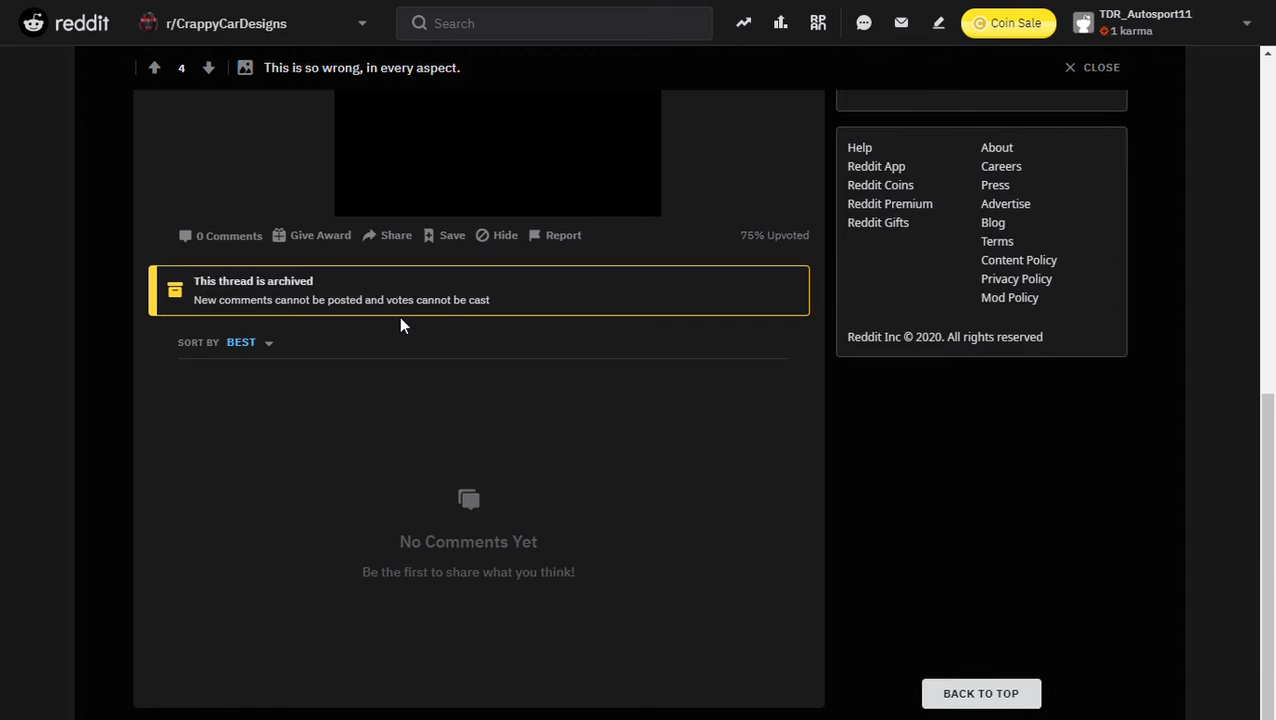 reddit r/CrappyCarDesigns Search Coin Sale TDR_Autosport11
1 karma
4 This is so wrong, in every aspect. CLOSE
0 Comments Give Award Share Save Hide Report 75% Upvoted
This thread is archived
New comments cannot be posted and votes cannot be cast
SORT BY BEST
No Comments Yet
Be the first to share what you think!
Help
Reddit App
Reddit Coins
Reddit Premium
Reddit Gifts
About
Careers
Press
Advertise
Blog
Terms
Content Policy
Privacy Policy
Mod Policy
Reddit Inc © 2020. All rights reserved
BACK TO TOP